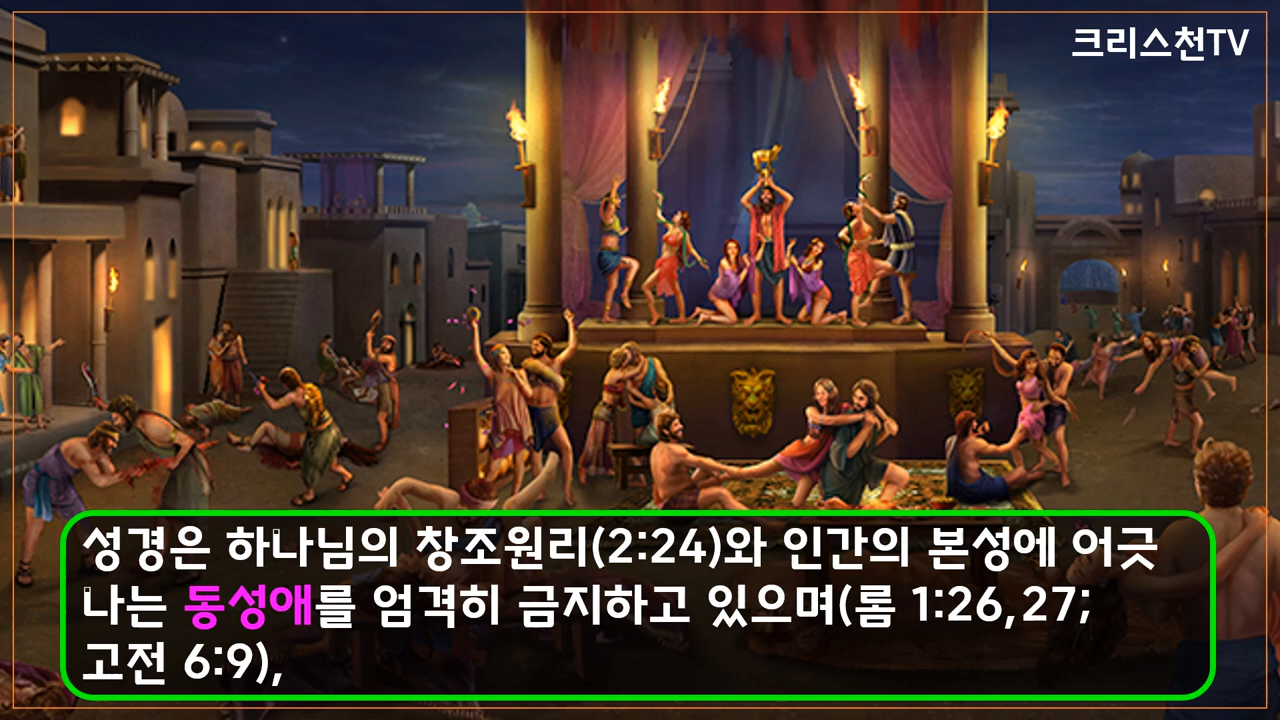 크리스천TV
성경은 하나님의 창조원리(2:24)와 인간의 본성에 어긋
나는 동성애를 엄격히 금지하고 있으며(롬 1:26,27;
고전 6:9),